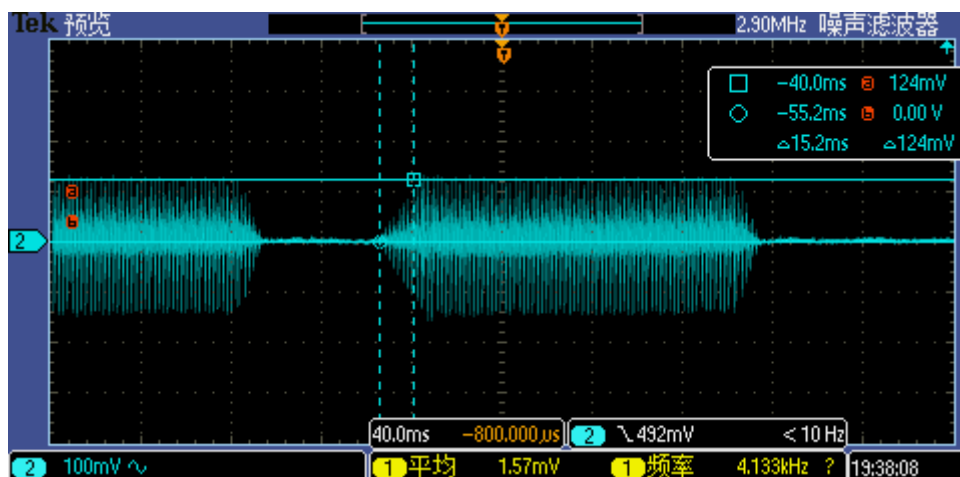 Tek 预览 2.90MHz 噪声滤波器
-40.0ms a 124mV
-55.2ms b 0.00 V
△15.2ms △124mV
a
b
2
40.0ms -800.000µs 2 492mV < 10 Hz
2 100mV 1 平均 1.57mV 1 频率 4.133kHz ? 19:38:08